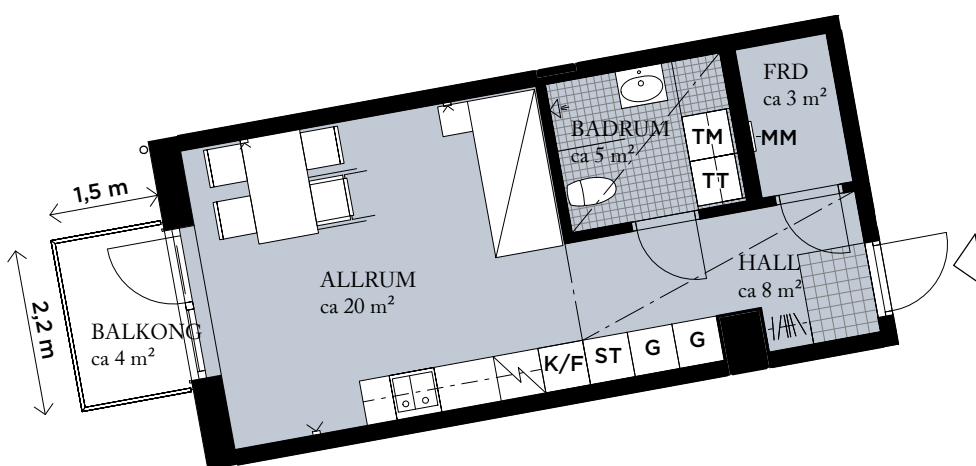 FRD
ca 3 m²
BADRUM
ca 5 m²
TM
MM
TT
1,5 m
2,2 m
ALLRUM
ca 20 m²
HALL
ca 8 m²
BALKONG
ca 4 m²
K/F
ST
G
G